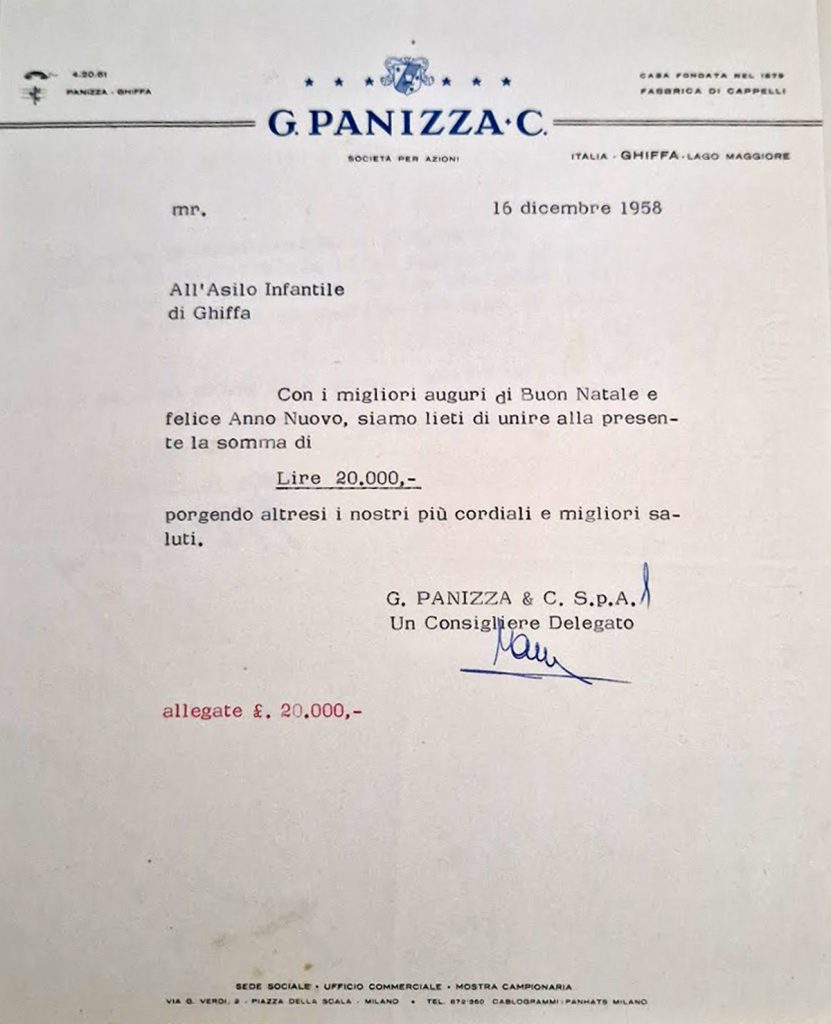 4.20.61
PANIZZA - GHIFFA
CASA FONDATA NEL 1879
FABBRICA DI CAPPELLI
G. PANIZZA · C.
SOCIETÀ PER AZIONI
ITALIA - GHIFFA - LAGO MAGGIORE
mr.
16 dicembre 1958
All'Asilo Infantile
di Ghiffa
Con i migliori auguri di Buon Natale e
felice Anno Nuovo, siamo lieti di unire alla presen-
te la somma di
Lire 20.000,-
porgendo altresi i nostri più cordiali e migliori sa-
luti.
G. PANIZZA & C. S.p.A.
Un Consigliere Delegato
allegate £. 20.000,-
SEDE SOCIALE • UFFICIO COMMERCIALE • MOSTRA CAMPIONARIA
VIA G. VERDI, 2 - PIAZZA DELLA SCALA - MILANO • TEL. 872.960 CABLOGRAMMI: PANHATS MILANO